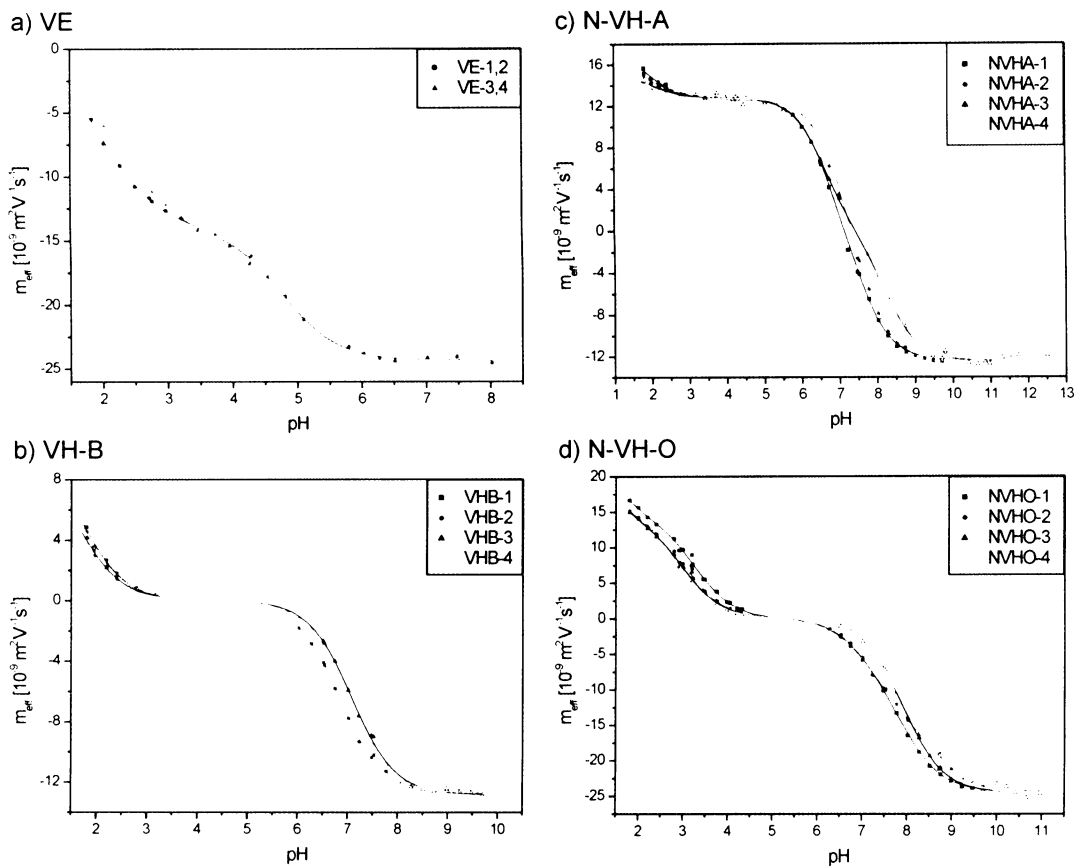 a) VE
0
-5
-10
-15
-20
-25
m_eff [10^-9 m^2V^-1s^-1]
2 3 4 5 6 7 8
pH
VE-1,2
VE-3,4
c) N-VH-A
16
12
8
4
0
-4
-8
-12
m_eff [10^-9 m^2V^-1s^-1]
1 2 3 4 5 6 7 8 9 10 11 12 13
pH
NVHA-1
NVHA-2
NVHA-3
NVHA-4
b) VH-B
8
4
0
-4
-8
-12
m_eff [10^-9 m^2V^-1s^-1]
2 3 4 5 6 7 8 9 10
pH
VHB-1
VHB-2
VHB-3
VHB-4
d) N-VH-O
20
15
10
5
0
-5
-10
-15
-20
-25
m_eff [10^-9 m^2V^-1s^-1]
2 3 4 5 6 7 8 9 10 11
pH
NVHO-1
NVHO-2
NVHO-3
NVHO-4